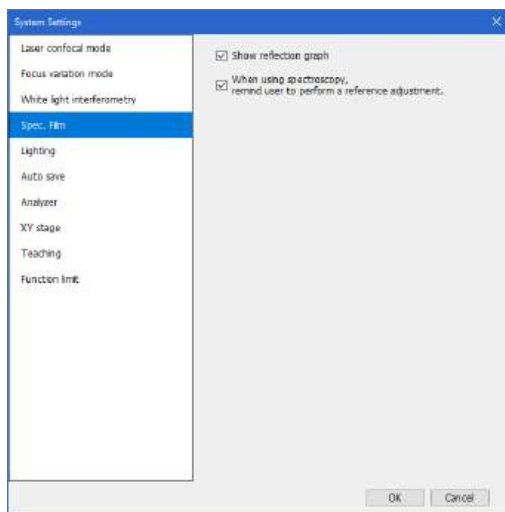 System Settings
Laser confocal mode
Focus variation mode
White light interferometry
Spec. Film
Lighting
Auto save
Analyzer
XY stage
Teaching
Function limit
Show reflection graph
When using spectroscopy,
remind user to perform a reference adjustment.
OK
Cancel